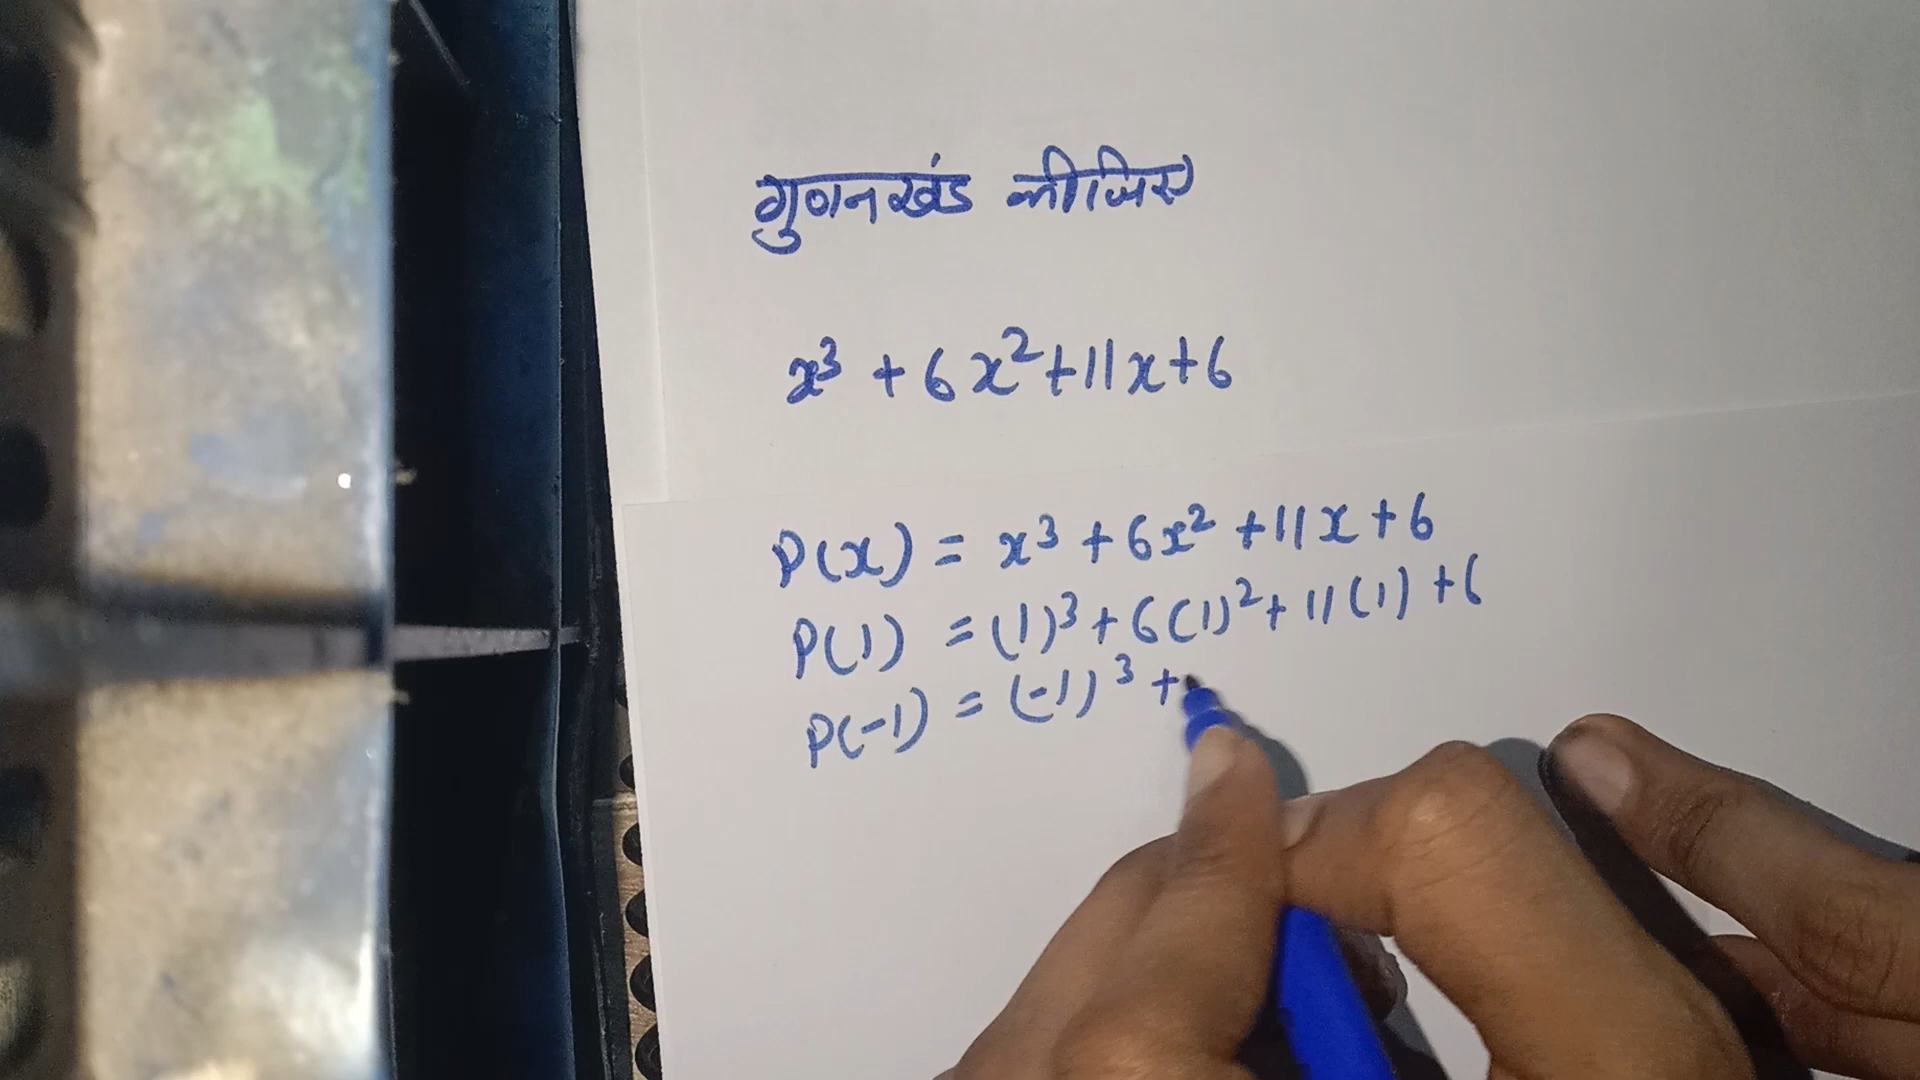 गुणनखंड कीजिए
x³ + 6x² + 11x + 6
P(x) = x³ + 6x² + 11x + 6
P(1) = (1)³ + 6(1)² + 11(1) + 6
P(-1) = (-1)³ +